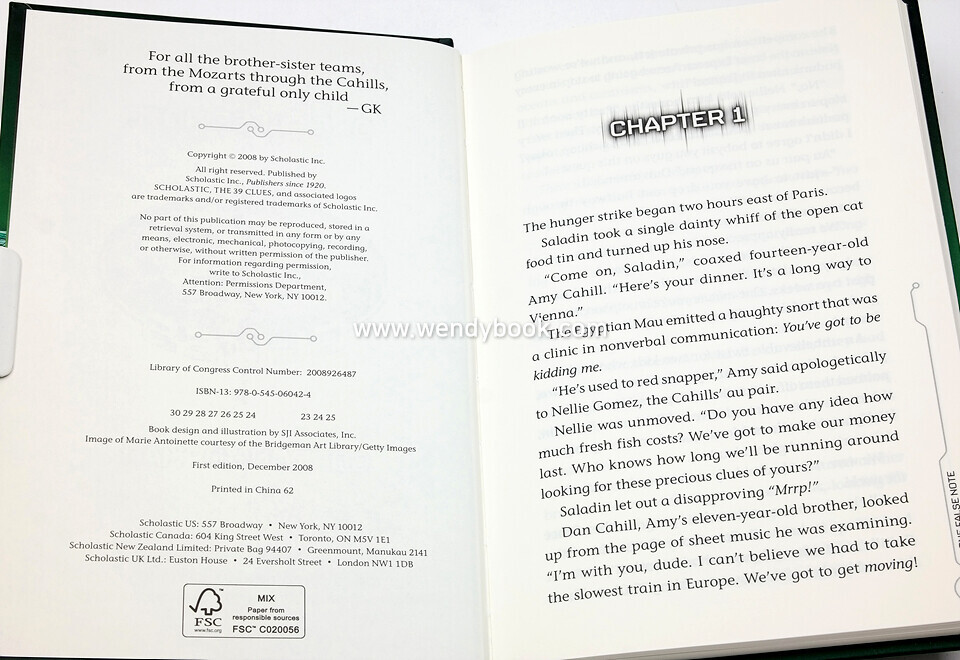 For all the brother-sister teams,
from the Mozarts through the Cahills,
from a grateful only child
— GK
Copyright © 2008 by Scholastic Inc.
All right reserved. Published by
Scholastic Inc., Publishers since 1920.
SCHOLASTIC, THE 39 CLUES, and associated logos
are trademarks and/or registered trademarks of Scholastic Inc.
No part of this publication may be reproduced, stored in a
retrieval system, or transmitted in any form or by any
means, electronic, mechanical, photocopying, recording,
or otherwise, without written permission of the publisher.
For information regarding permission,
write to Scholastic Inc.,
Attention: Permissions Department,
557 Broadway, New York, NY 10012.
Library of Congress Control Number: 2008926487
ISBN-13: 978-0-545-06042-4
30 29 28 27 26 25 24 23 24 25
Book design and illustration by SJI Associates, Inc.
Image of Marie Antoinette courtesy of the Bridgeman Art Library/Getty Images
First edition, December 2008
Printed in China 62
Scholastic US: 557 Broadway • New York, NY 10012
Scholastic Canada: 604 King Street West • Toronto, ON M5V 1E1
Scholastic New Zealand Limited: Private Bag 94407 • Greenmount, Manukau 2141
Scholastic UK Ltd.: Euston House • 24 Eversholt Street • London NW1 1DB
FSC
www.fsc.org
MIX
Paper from
responsible sources
FSC™ C020056
www.wendybook.com
CHAPTER 1
The hunger strike began two hours east of Paris.
Saladin took a single dainty whiff of the open cat
food tin and turned up his nose.
“Come on, Saladin,” coaxed fourteen-year-old
Amy Cahill. “Here’s your dinner. It’s a long way to
Vienna.”
The Egyptian Mau emitted a haughty snort that was
a clinic in nonverbal communication: You’ve got to be
kidding me.
“He’s used to red snapper,” Amy said apologetically
to Nellie Gomez, the Cahills’ au pair.
Nellie was unmoved. “Do you have any idea how
much fresh fish costs? We’ve got to make our money
last. Who knows how long we’ll be running around
looking for these precious clues of yours?”
Saladin let out a disapproving “Mrrp!”
Dan Cahill, Amy’s eleven-year-old brother, looked
up from the page of sheet music he was examining.
“I’m with you, dude. I can’t believe we had to take
the slowest train in Europe. We’ve got to get moving!
FALSE NOTE